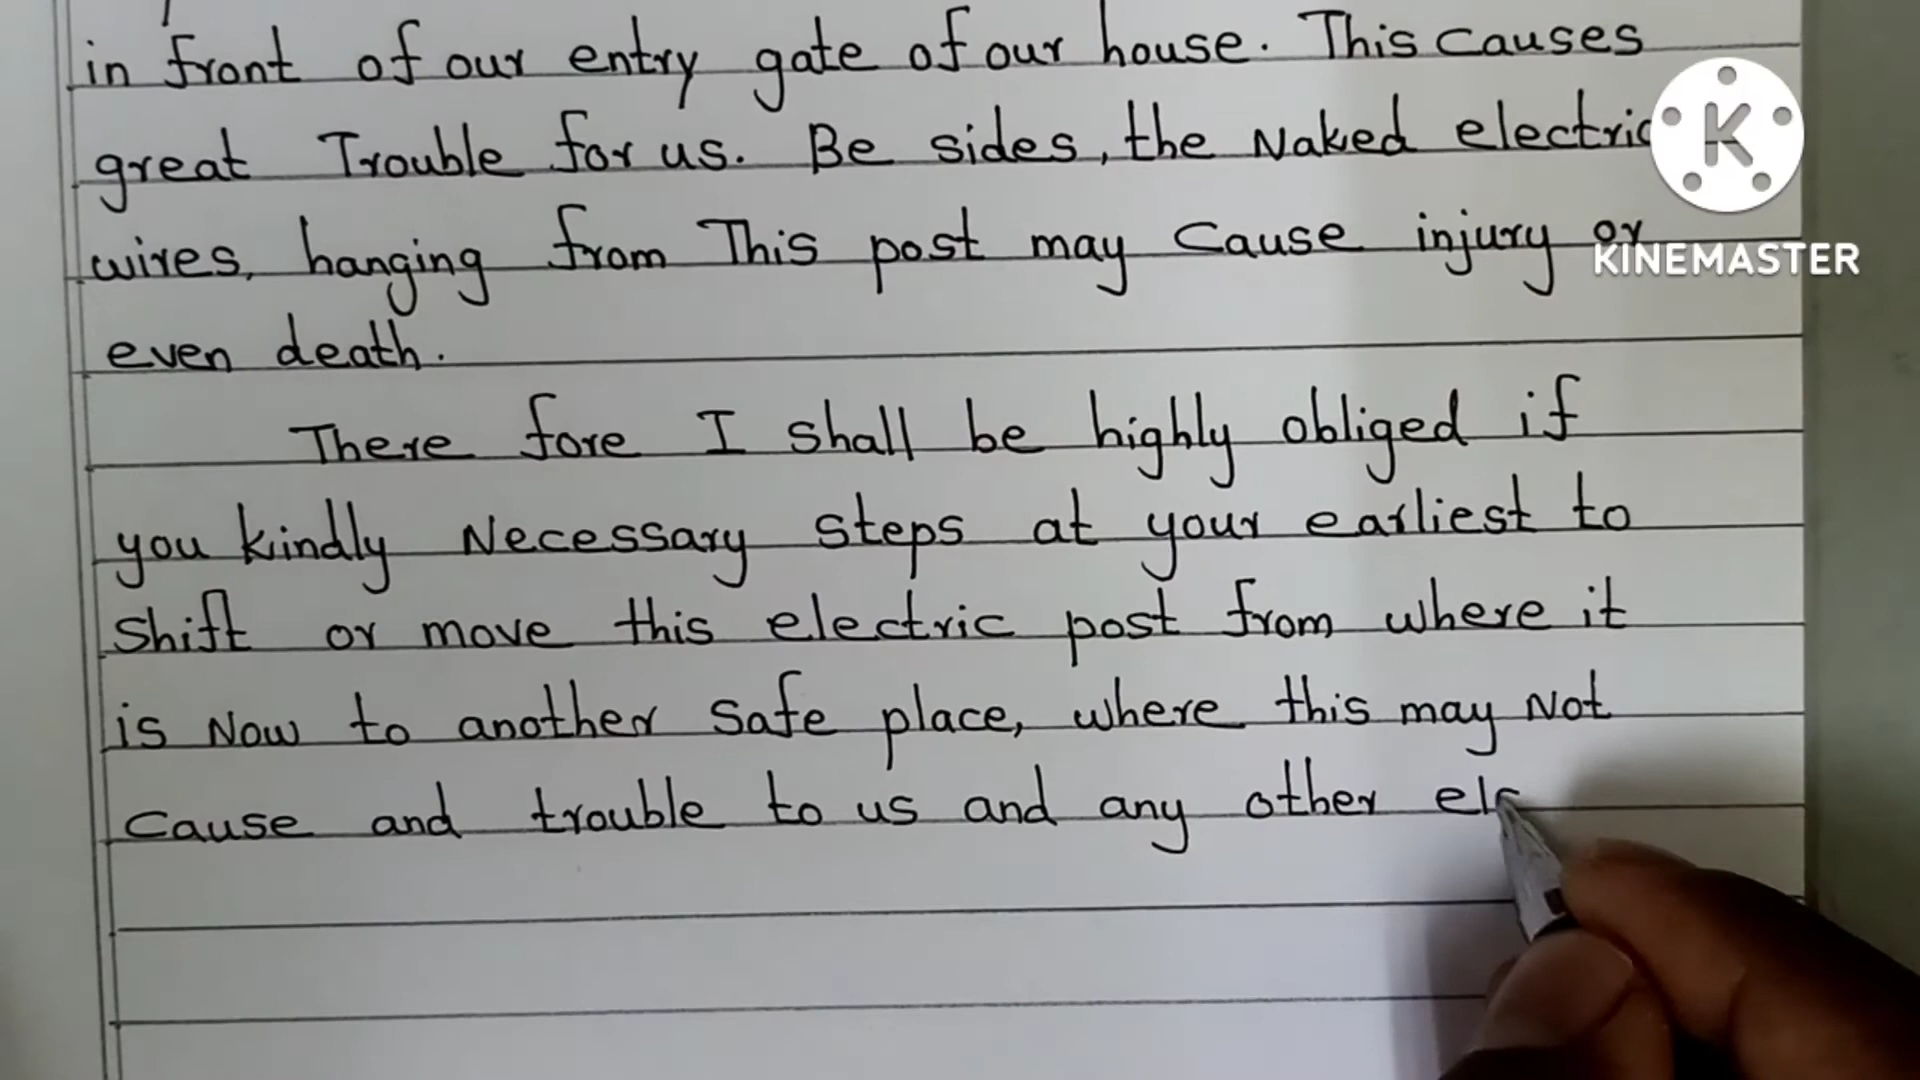 in front of our entry gate of our house. This causes
great Trouble for us. Be sides, the Naked electric
wires, hanging from This post may cause injury or
even death.
There fore I shall be highly obliged if
you kindly Necessary steps at your earliest to
Shift or move this electric post from where it
is Now to another safe place, where this may Not
cause and trouble to us and any other els
K
KINEMASTER